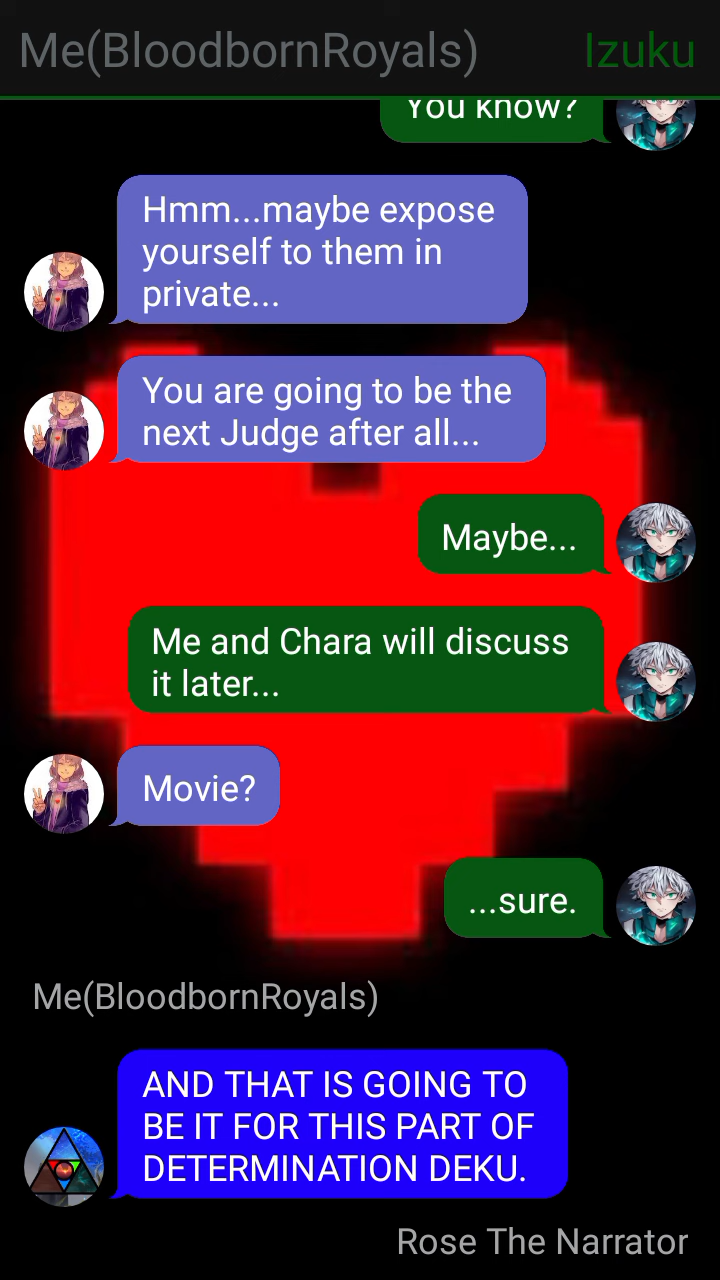 Me(BloodbornRoyals)
Izuku
You know?
Hmm...maybe expose
yourself to them in
private...
You are going to be the
next Judge after all...
Maybe...
Me and Chara will discuss
it later...
Movie?
...sure.
Me(BloodbornRoyals)
AND THAT IS GOING TO
BE IT FOR THIS PART OF
DETERMINATION DEKU.
Rose The Narrator